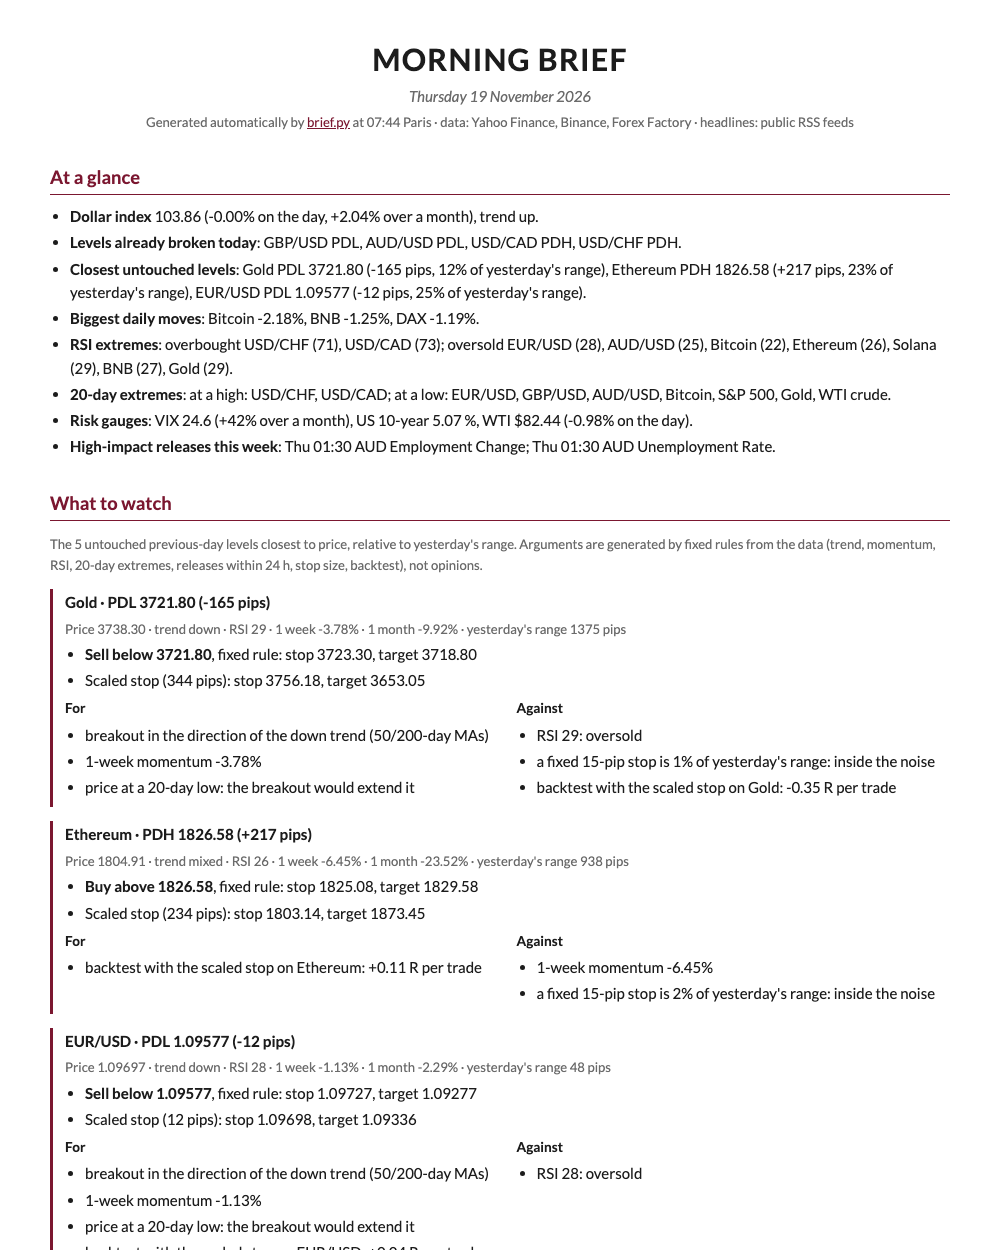 MORNING BRIEF
Thursday 19 November 2026
Generated automatically by brief.py at 07:44 Paris · data: Yahoo Finance, Binance, Forex Factory · headlines: public RSS feeds
At a glance
• Dollar index 103.86 (-0.00% on the day, +2.04% over a month), trend up.
• Levels already broken today: GBP/USD PDL, AUD/USD PDL, USD/CAD PDH, USD/CHF PDH.
• Closest untouched levels: Gold PDL 3721.80 (-165 pips, 12% of yesterday's range), Ethereum PDH 1826.58 (+217 pips, 23% of
yesterday's range), EUR/USD PDL 1.09577 (-12 pips, 25% of yesterday's range).
• Biggest daily moves: Bitcoin -2.18%, BNB -1.25%, DAX -1.19%.
• RSI extremes: overbought USD/CHF (71), USD/CAD (73); oversold EUR/USD (28), AUD/USD (25), Bitcoin (22), Ethereum (26), Solana
(29), BNB (27), Gold (29).
• 20-day extremes: at a high: USD/CHF, USD/CAD; at a low: EUR/USD, GBP/USD, AUD/USD, Bitcoin, S&P 500, Gold, WTI crude.
• Risk gauges: VIX 24.6 (+42% over a month), US 10-year 5.07 %, WTI $82.44 (-0.98% on the day).
• High-impact releases this week: Thu 01:30 AUD Employment Change; Thu 01:30 AUD Unemployment Rate.
What to watch
The 5 untouched previous-day levels closest to price, relative to yesterday's range. Arguments are generated by fixed rules from the data (trend, momentum,
RSI, 20-day extremes, releases within 24 h, stop size, backtest), not opinions.
Gold · PDL 3721.80 (-165 pips)
Price 3738.30 · trend down · RSI 29 · 1 week -3.78% · 1 month -9.92% · yesterday's range 1375 pips
• Sell below 3721.80, fixed rule: stop 3723.30, target 3718.80
• Scaled stop (344 pips): stop 3756.18, target 3653.05
For
• breakout in the direction of the down trend (50/200-day MAs)
• 1-week momentum -3.78%
• price at a 20-day low: the breakout would extend it
Against
• RSI 29: oversold
• a fixed 15-pip stop is 1% of yesterday's range: inside the noise
• backtest with the scaled stop on Gold: -0.35 R per trade
Ethereum · PDH 1826.58 (+217 pips)
Price 1804.91 · trend mixed · RSI 26 · 1 week -6.45% · 1 month -23.52% · yesterday's range 938 pips
• Buy above 1826.58, fixed rule: stop 1825.08, target 1829.58
• Scaled stop (234 pips): stop 1803.14, target 1873.45
For
• backtest with the scaled stop on Ethereum: +0.11 R per trade
Against
• 1-week momentum -6.45%
• a fixed 15-pip stop is 2% of yesterday's range: inside the noise
EUR/USD · PDL 1.09577 (-12 pips)
Price 1.09697 · trend down · RSI 28 · 1 week -1.13% · 1 month -2.29% · yesterday's range 48 pips
• Sell below 1.09577, fixed rule: stop 1.09727, target 1.09277
• Scaled stop (12 pips): stop 1.09698, target 1.09336
For
• breakout in the direction of the down trend (50/200-day MAs)
• 1-week momentum -1.13%
• price at a 20-day low: the breakout would extend it
Against
• RSI 28: oversold